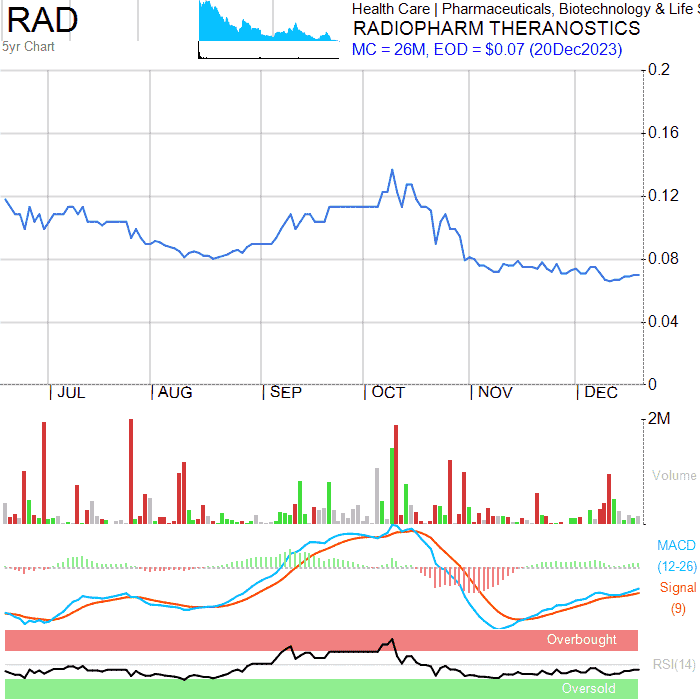 RAD
5yr Chart
Health Care | Pharmaceuticals, Biotechnology & Life S
RADIOPHARM THERANOSTICS
MC = 26M, EOD = $0.07 (20Dec2023)
0.2
0.16
0.12
0.08
0.04
0
| JUL | AUG | SEP | OCT | NOV | DEC
2M
Volume
MACD
(12-26)
Signal
(9)
Overbought
RSI(14)
Oversold